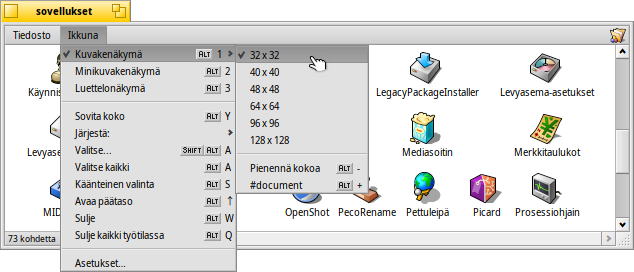 sovellukset
Tiedosto Ikkuna
Kuvakenäkymä ALT 1
Minikuvakenäkymä ALT 2
Luettelonäkymä ALT 3
Sovita koko ALT Y
Järjestä:
Valitse... SHIFT ALT A
Valitse kaikki ALT A
Käänteinen valinta ALT S
Avaa päätaso ALT ↑
Sulje ALT W
Sulje kaikki työtilassa ALT Q
Asetukset...
32 x 32
40 x 40
48 x 48
64 x 64
96 x 96
128 x 128
Pienennä kokoa ALT -
#document ALT +
Käynnis
LegacyPackageInstaller Levyasema-asetukset
Levyasem
Mediasoitin Merkkitaulukot
MID
OpenShot PecoRename Pettuleipä Picard Prosessiohjain
73 kohdetta